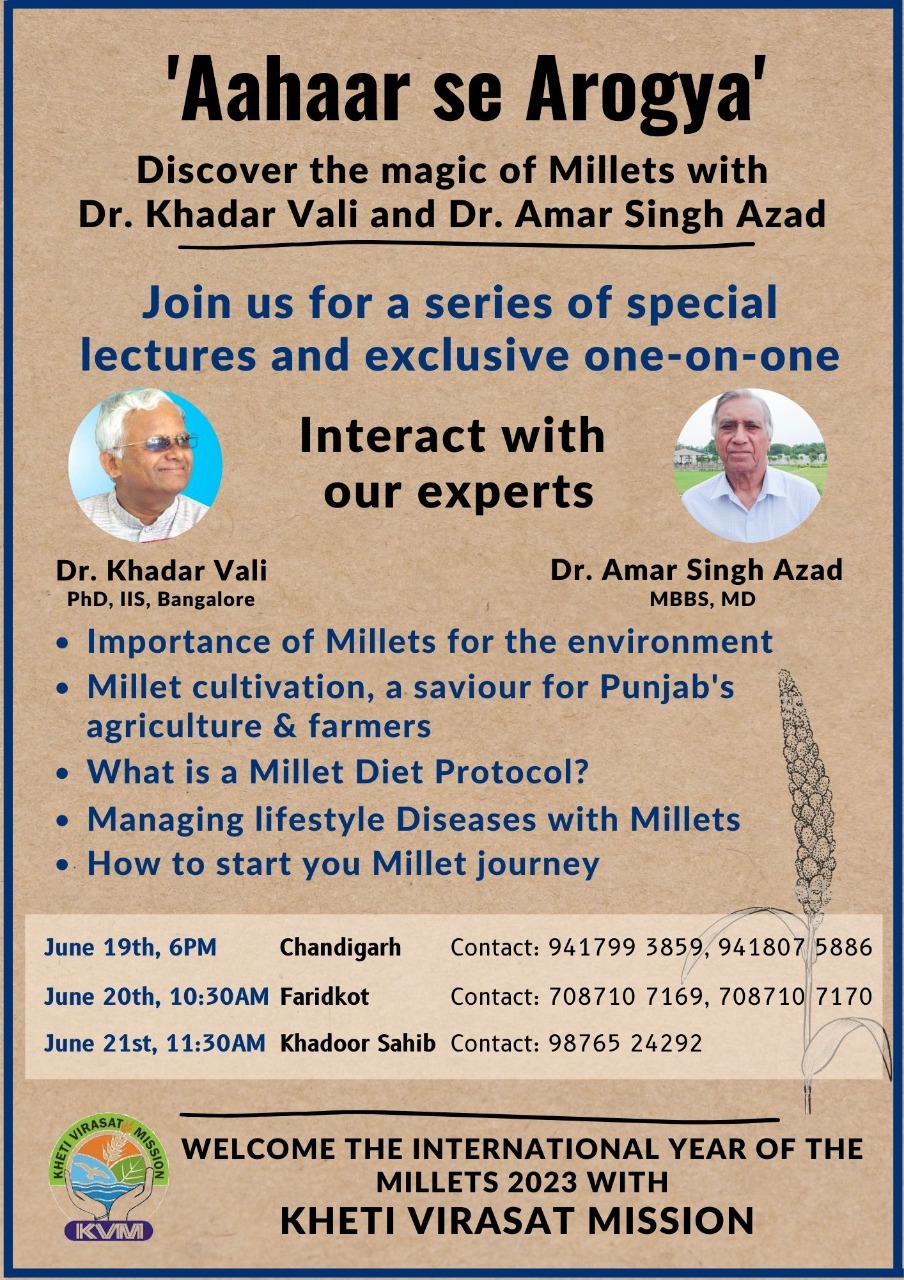 'Aahaar se Arogya'
Discover the magic of Millets with
Dr. Khadar Vali and Dr. Amar Singh Azad
Join us for a series of special
lectures and exclusive one-on-one
Interact with
our experts
Dr. Khadar Vali
PhD, IIS, Bangalore
Dr. Amar Singh Azad
MBBS, MD
• Importance of Millets for the environment
• Millet cultivation, a saviour for Punjab's
agriculture & farmers
• What is a Millet Diet Protocol?
• Managing lifestyle Diseases with Millets
• How to start you Millet journey
June 19th, 6PM Chandigarh Contact: 941799 3859, 941807 5886
June 20th, 10:30AM Faridkot Contact: 708710 7169, 708710 7170
June 21st, 11:30AM Khadoor Sahib Contact: 98765 24292
KHETI VIRASAT MISSION
KVM
WELCOME THE INTERNATIONAL YEAR OF THE
MILLETS 2023 WITH
KHETI VIRASAT MISSION